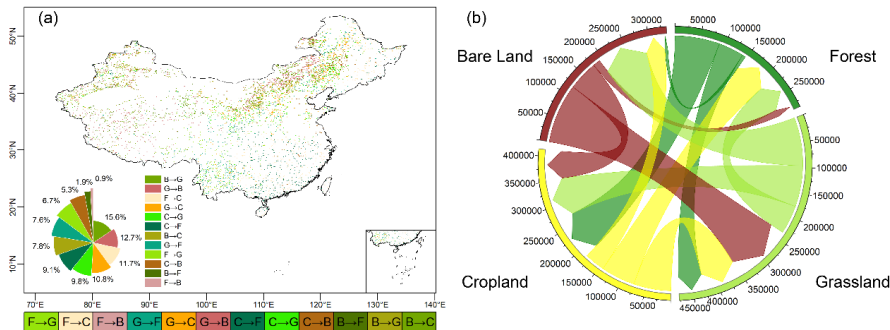 (a)
50°N
40°N
30°N
20°N
10°N
70°E 80°E 90°E 100°E 110°E 120°E 130°E 140°E
0.9%
1.9%
5.3%
6.7%
7.6%
7.8%
9.1%
9.8%
10.8%
11.7%
12.7%
15.6%
B→G
G→B
F→C
G→C
C→G
C→F
B→C
G→F
F→G
C→B
B→F
F→B
F→G F→C F→B G→F G→C G→B C→F C→G C→B B→F B→G B→C
(b)
Bare Land
50000
100000
150000
200000
250000
300000
Forest
50000
100000
150000
200000
250000
Grassland
50000
100000
150000
200000
250000
300000
350000
400000
450000
Cropland
50000
100000
150000
200000
250000
300000
350000
400000